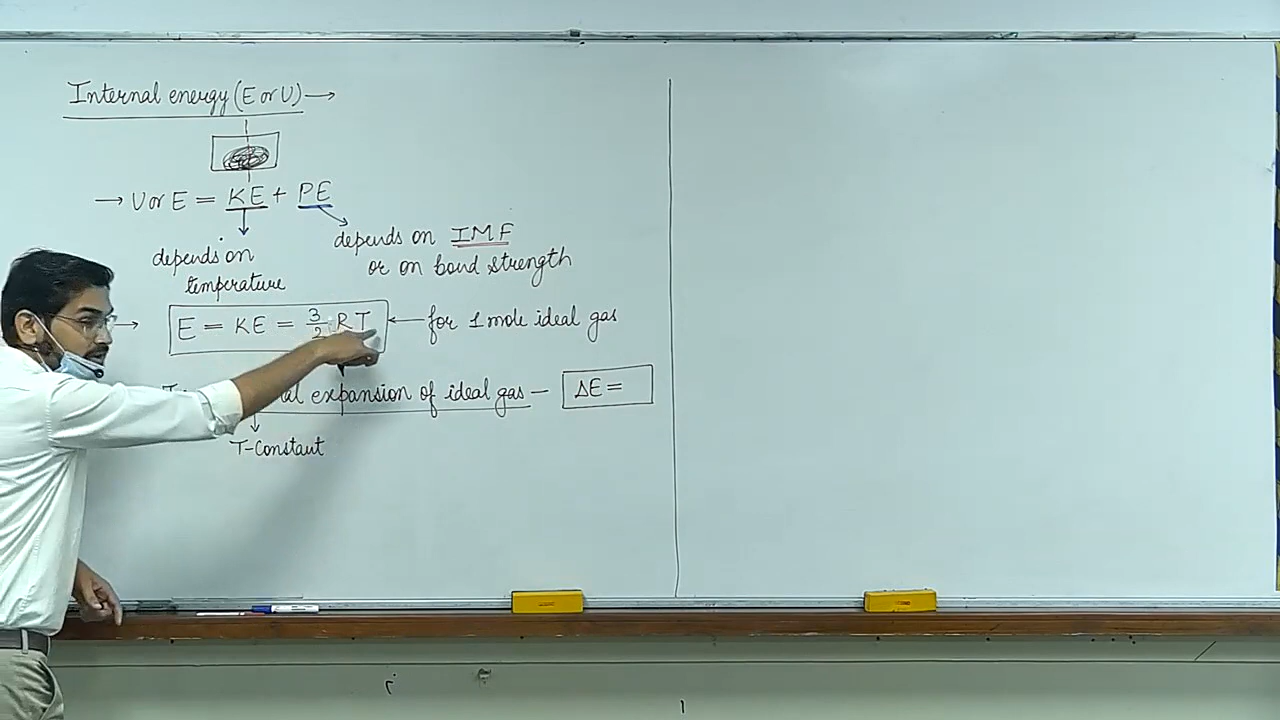 Internal energy (E or U) →
→ U or E = KE + PE
depends on temperature
depends on IMF
or on bond strength
→ E = KE = 3/2 RT ← for 1 mole ideal gas
expansion of ideal gas — ΔE =
T-Constant